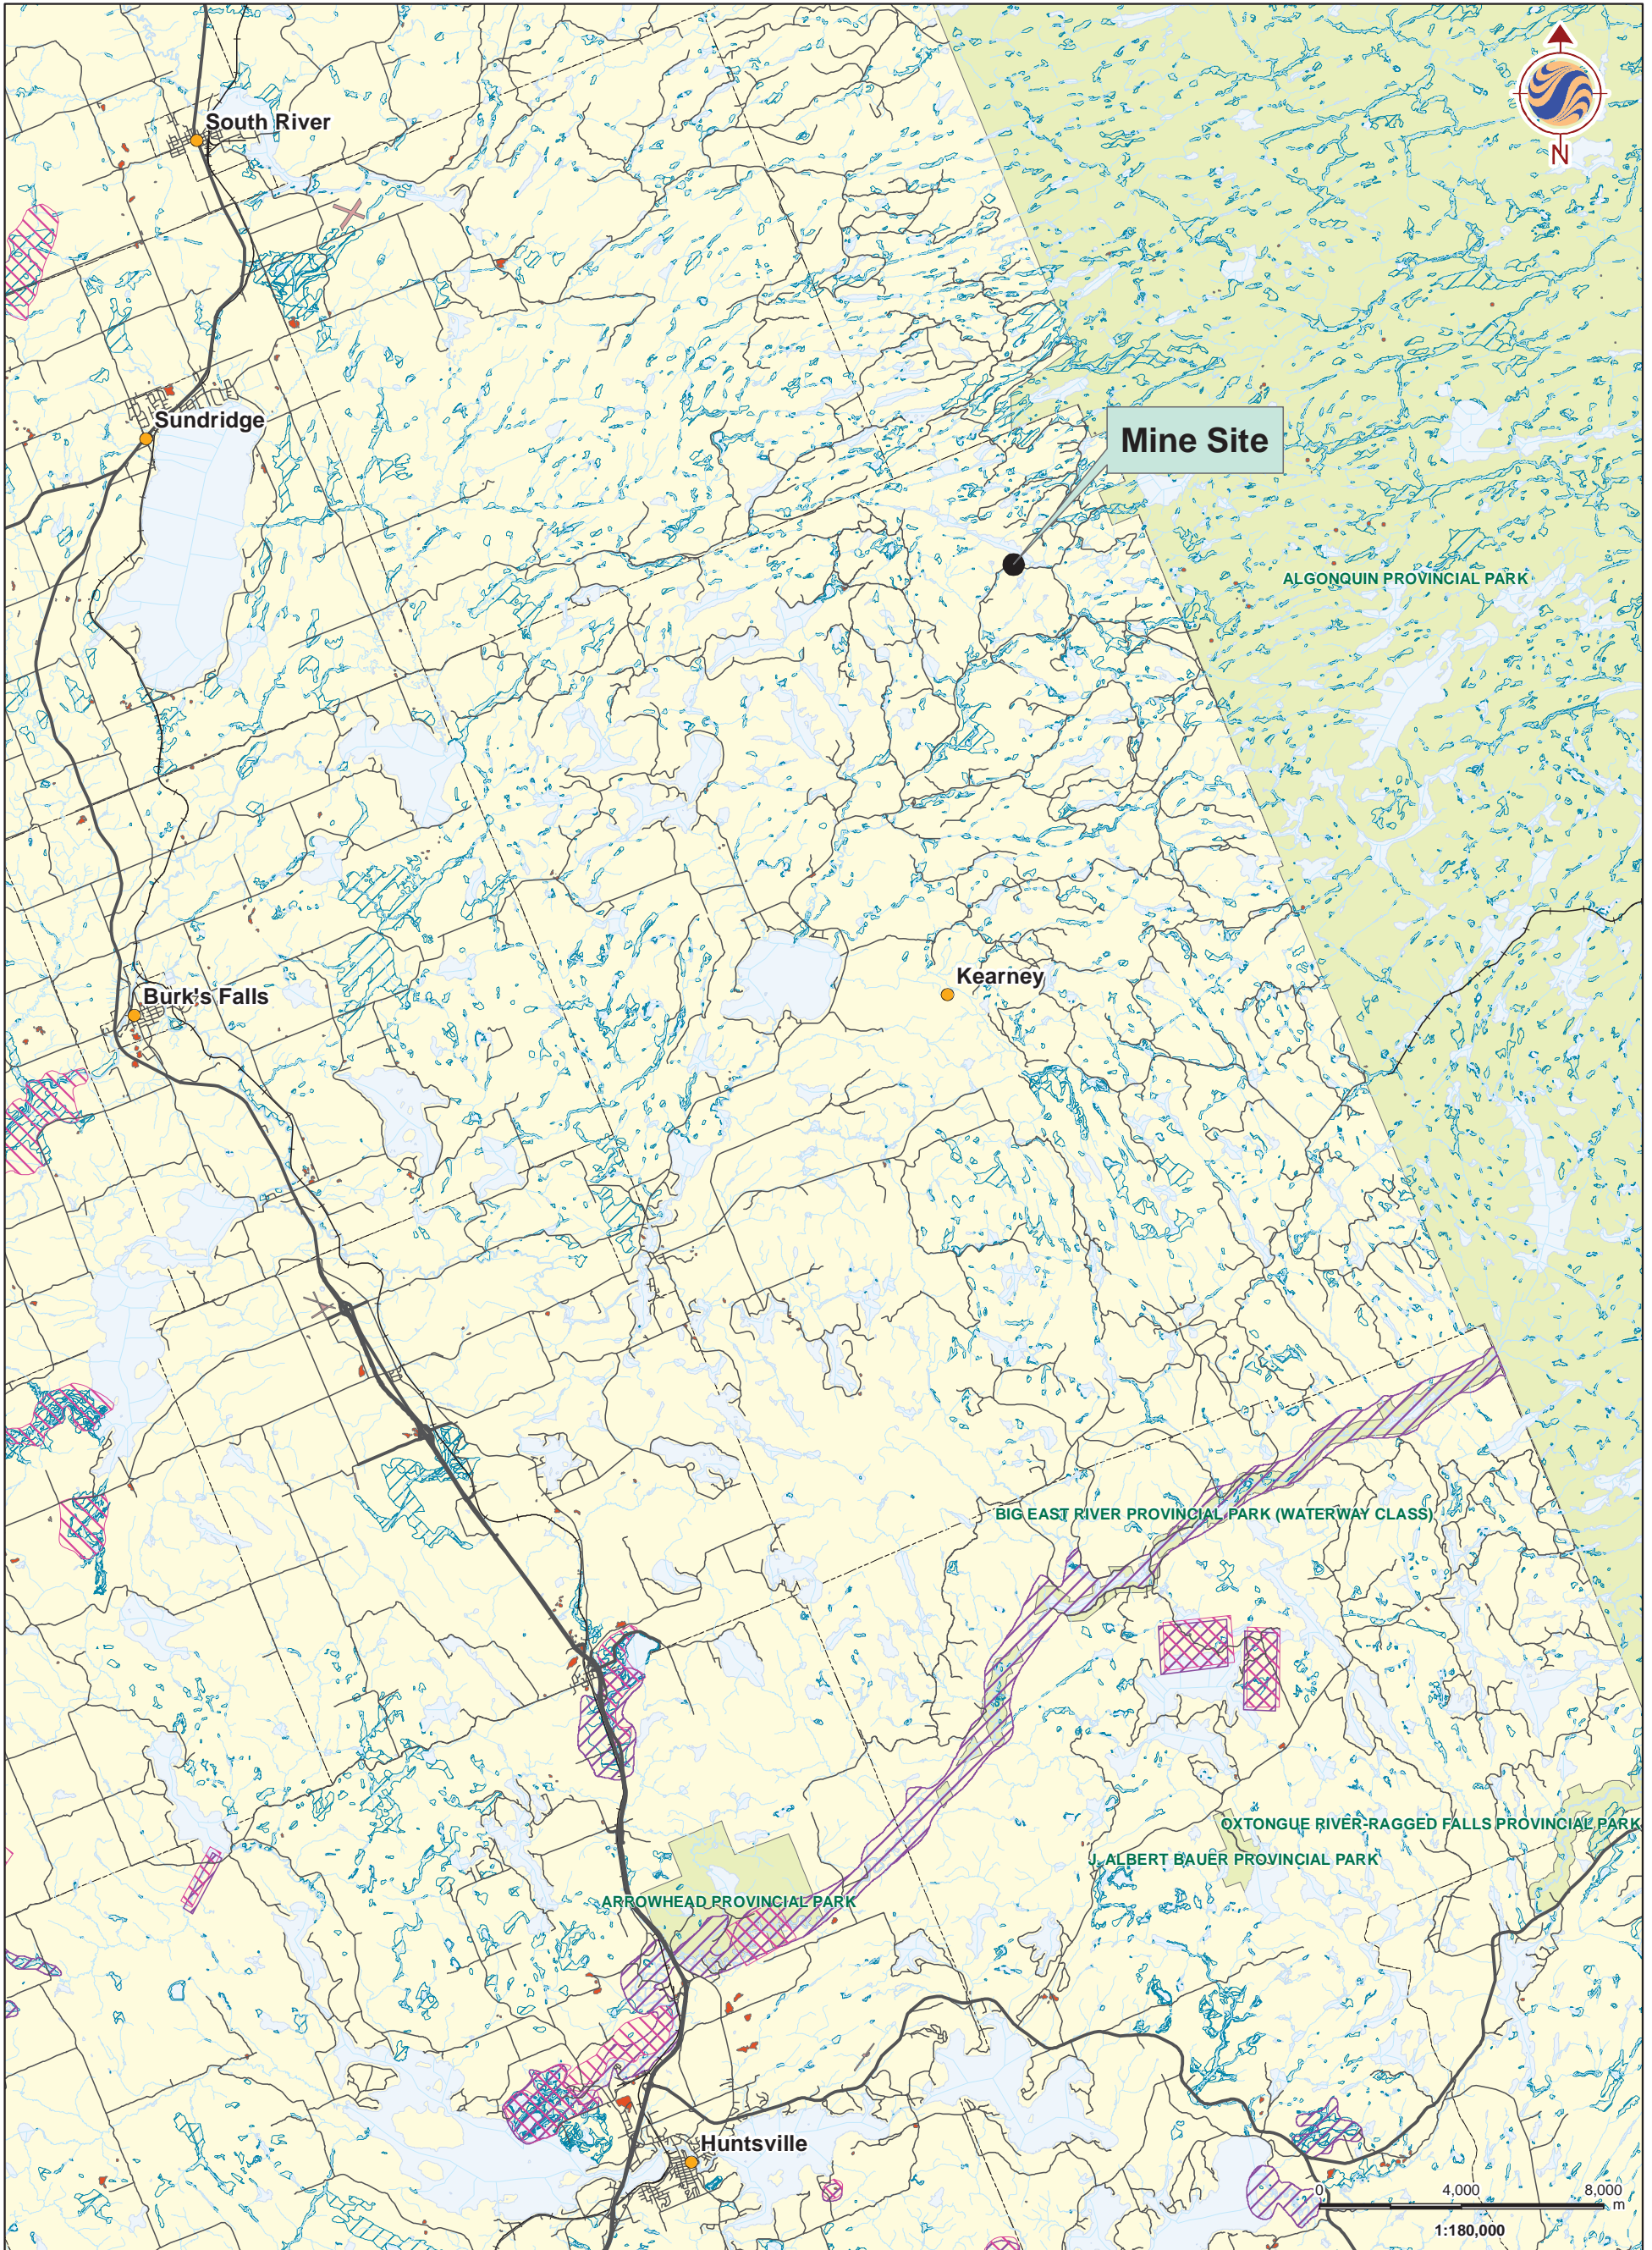 South River
N
Sundridge
Mine Site
ALGONQUIN PROVINCIAL PARK
Kearney
Burk's Falls
BIG EAST RIVER PROVINCIAL PARK (WATERWAY CLASS)
OXTONGUE RIVER-RAGGED FALLS PROVINCIAL PARK
J. ALBERT BAUER PROVINCIAL PARK
ARROWHEAD PROVINCIAL PARK
Huntsville
0 4,000 8,000
m
1:180,000